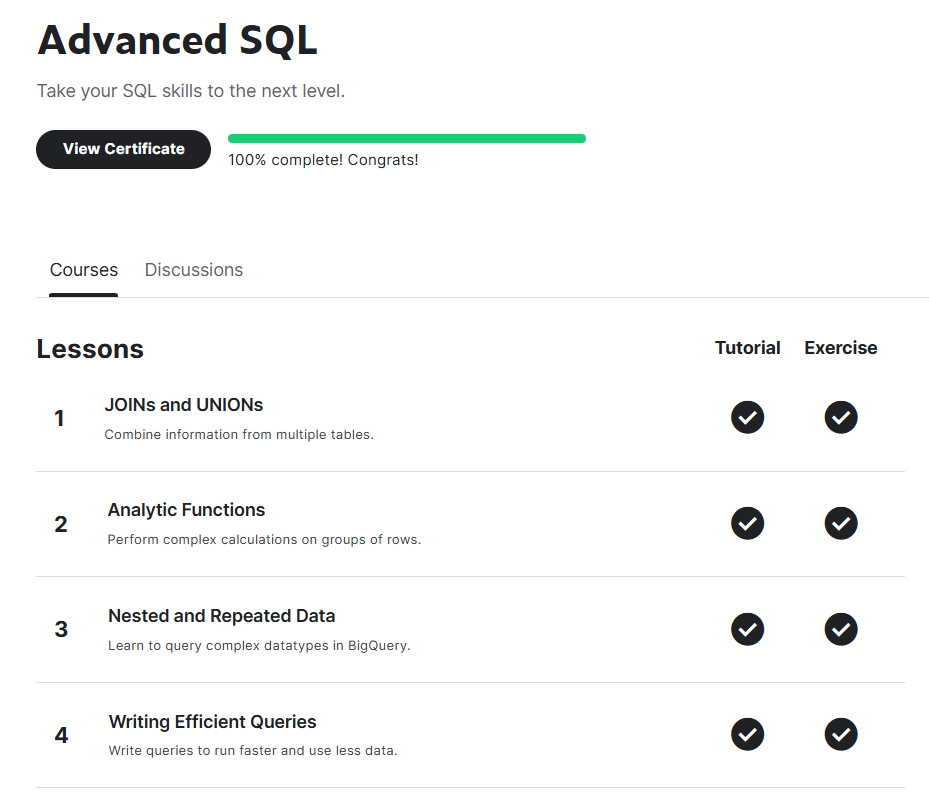 Advanced SQL
Take your SQL skills to the next level.
View Certificate
100% complete! Congrats!
Courses Discussions
Lessons Tutorial Exercise
1 JOINs and UNIONs
Combine information from multiple tables.
2 Analytic Functions
Perform complex calculations on groups of rows.
3 Nested and Repeated Data
Learn to query complex datatypes in BigQuery.
4 Writing Efficient Queries
Write queries to run faster and use less data.